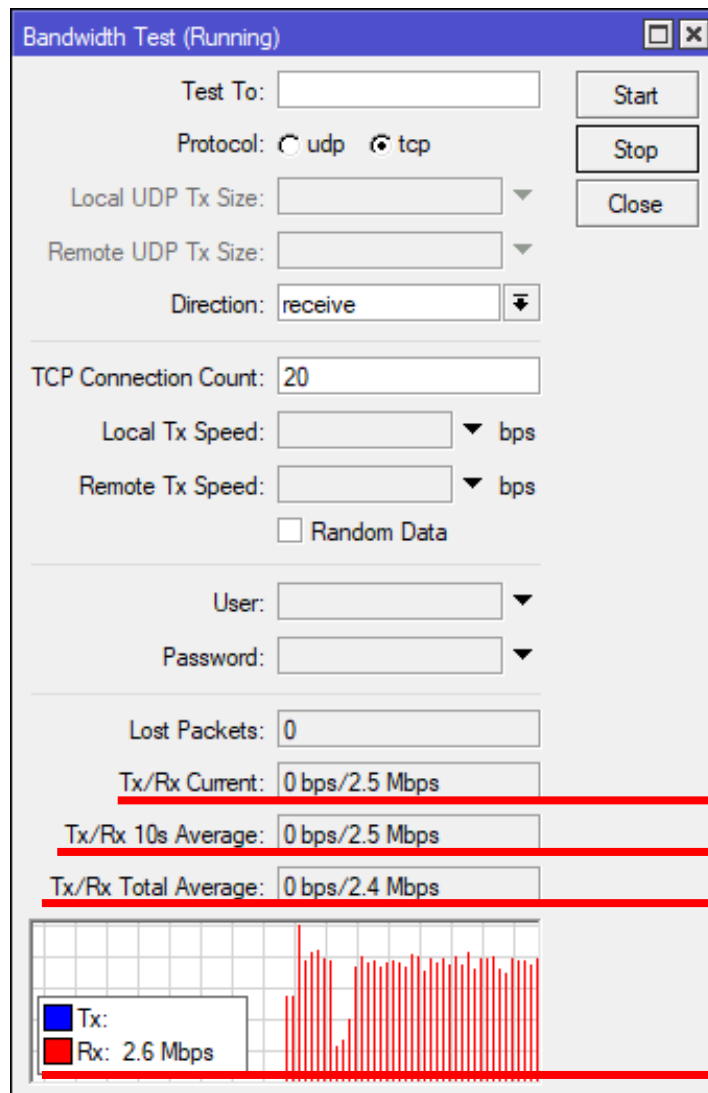 Bandwidth Test (Running)
Test To:
Start
Protocol: udp tcp
Stop
Local UDP Tx Size:
Close
Remote UDP Tx Size:
Direction: receive
TCP Connection Count: 20
Local Tx Speed: bps
Remote Tx Speed: bps
Random Data
User:
Password:
Lost Packets: 0
Tx/Rx Current: 0 bps/2.5 Mbps
Tx/Rx 10s Average: 0 bps/2.5 Mbps
Tx/Rx Total Average: 0 bps/2.4 Mbps
Tx:
Rx: 2.6 Mbps